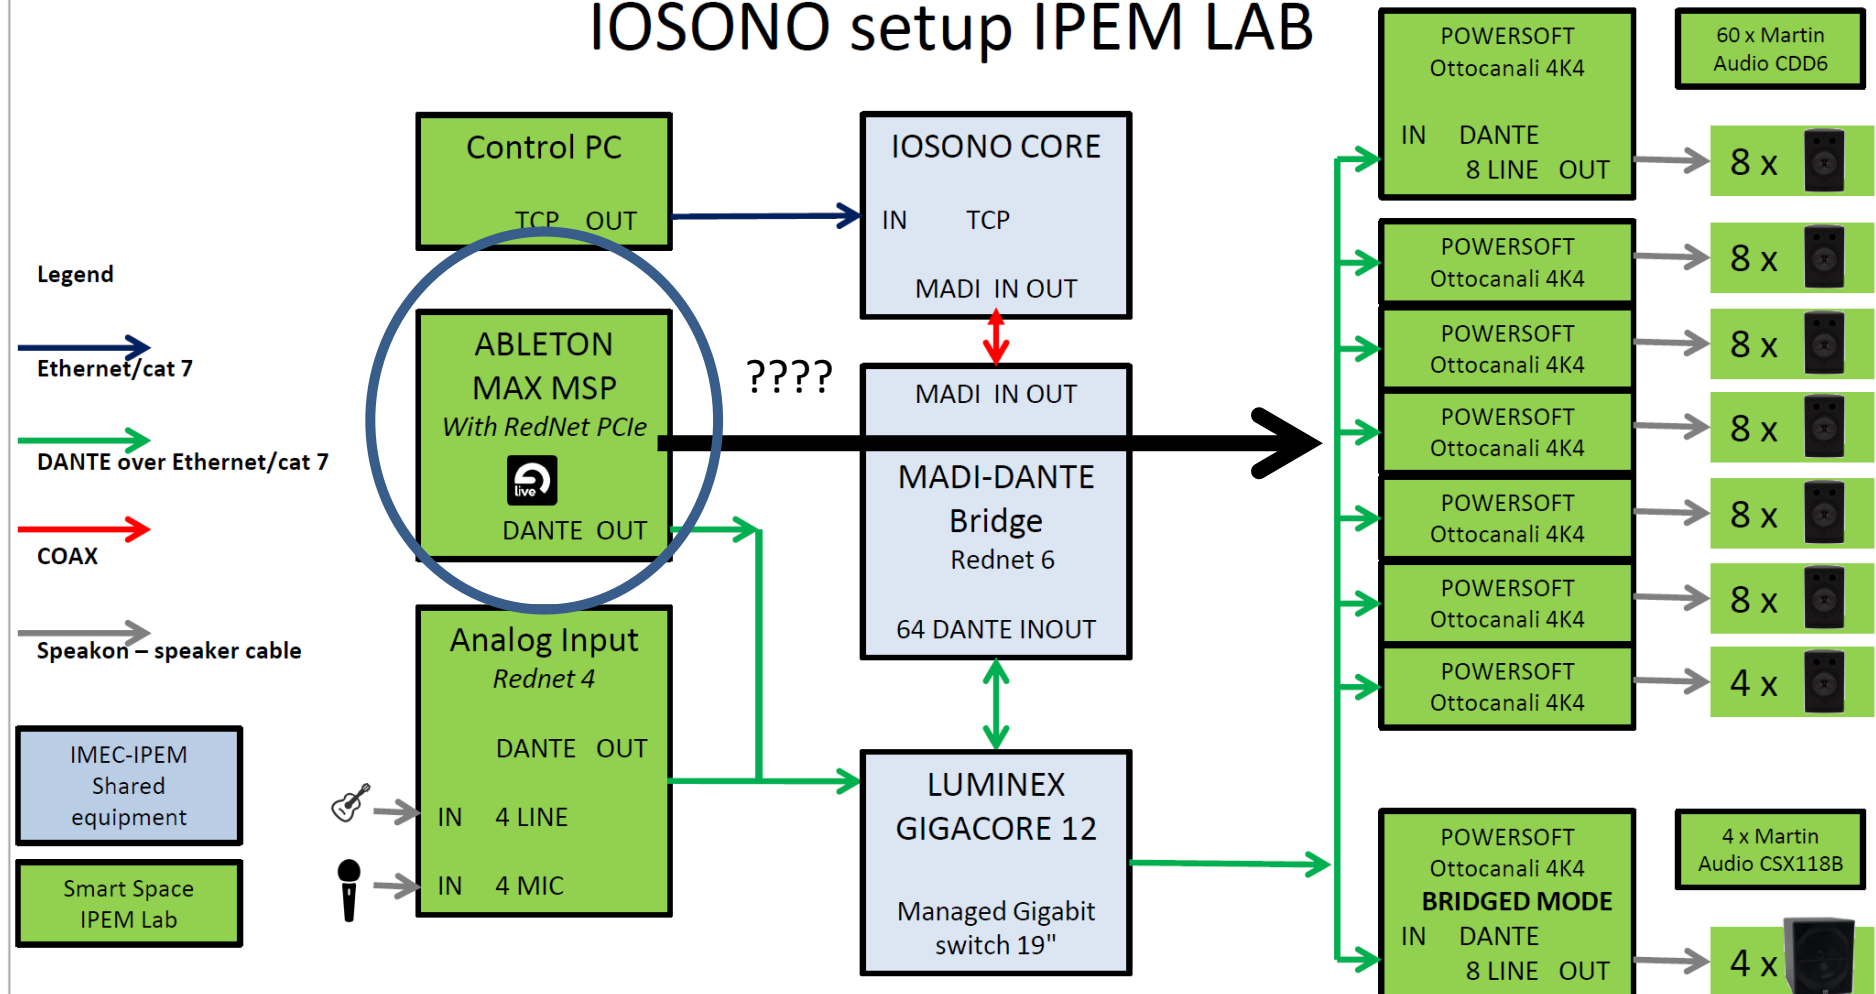 IOSONO setup IPEM LAB
Legend
Ethernet/cat 7
DANTE over Ethernet/cat 7
COAX
Speakon – speaker cable
IMEC-IPEM
Shared
equipment
Smart Space
IPEM Lab
Control PC
TCP OUT
ABLETON
MAX MSP
With RedNet PCIe
live
DANTE OUT
????
Analog Input
Rednet 4
DANTE OUT
IN 4 LINE
IN 4 MIC
IOSONO CORE
IN TCP
MADI IN OUT
MADI IN OUT
MADI-DANTE
Bridge
Rednet 6
64 DANTE INOUT
LUMINEX
GIGACORE 12
Managed Gigabit
switch 19"
POWERSOFT
Ottocanali 4K4
IN DANTE
8 LINE OUT
60 x Martin
Audio CDD6
8 x
POWERSOFT
Ottocanali 4K4
8 x
POWERSOFT
Ottocanali 4K4
8 x
POWERSOFT
Ottocanali 4K4
8 x
POWERSOFT
Ottocanali 4K4
8 x
POWERSOFT
Ottocanali 4K4
8 x
POWERSOFT
Ottocanali 4K4
4 x
POWERSOFT
Ottocanali 4K4
BRIDGED MODE
IN DANTE
8 LINE OUT
4 x Martin
Audio CSX118B
4 x